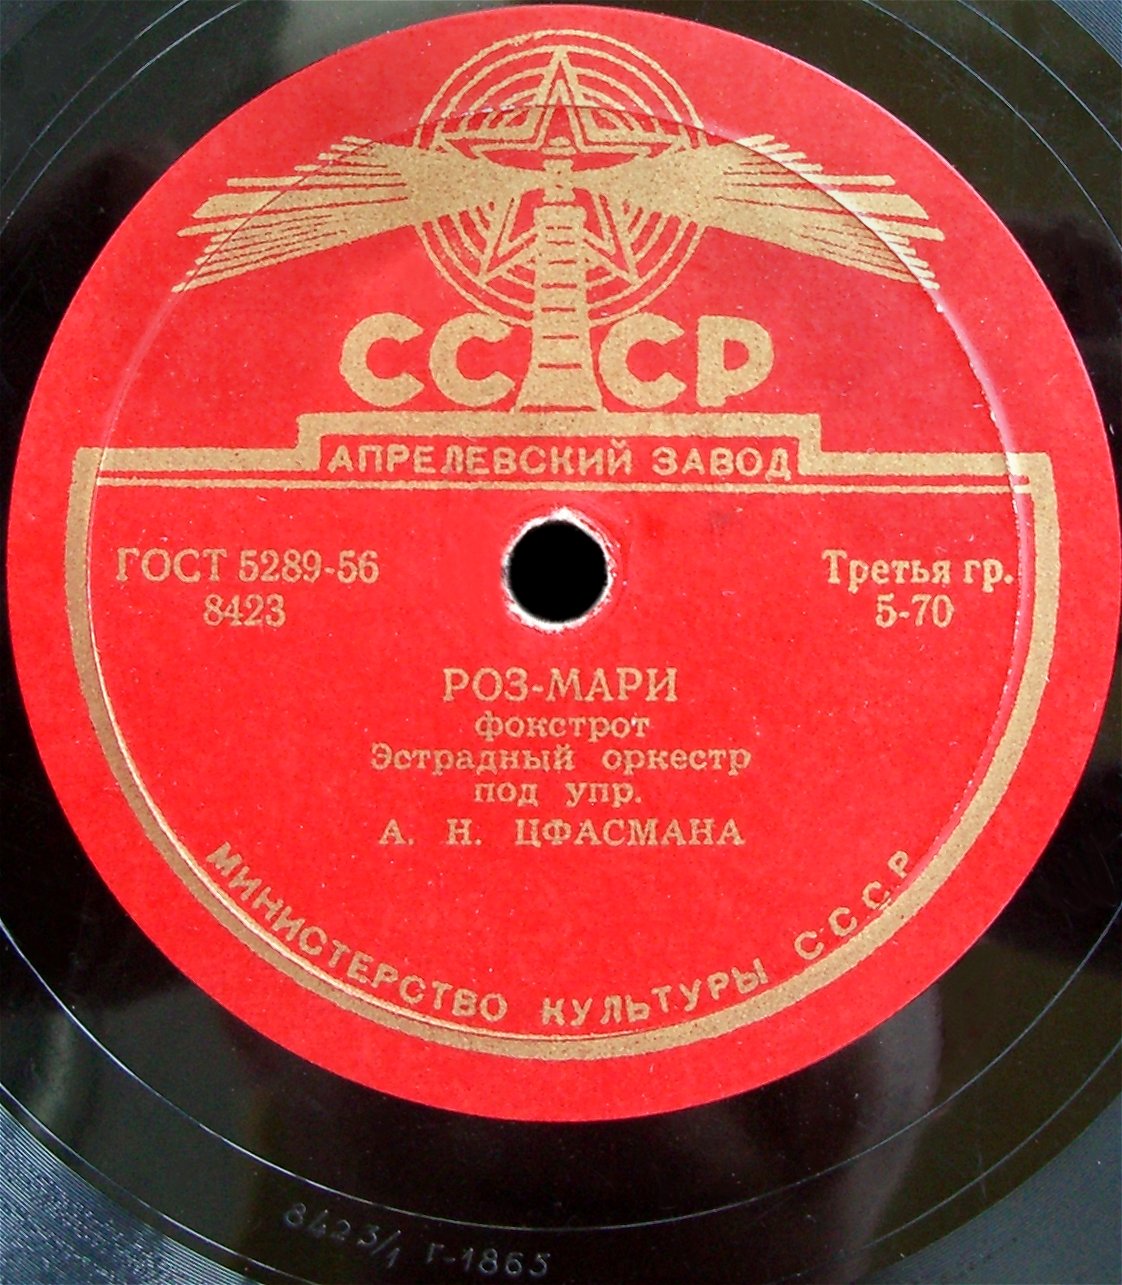 СССР
АПРЕЛЕВСКИЙ ЗАВОД
ГОСТ 5289-56
8423
Третья гр.
5-70
РОЗ-МАРИ
фокстрот
Эстрадный оркестр
под упр.
А. Н. ЦФАСМАНА
МИНИСТЕРСТВО КУЛЬТУРЫ СССР
8423/1 г-1865